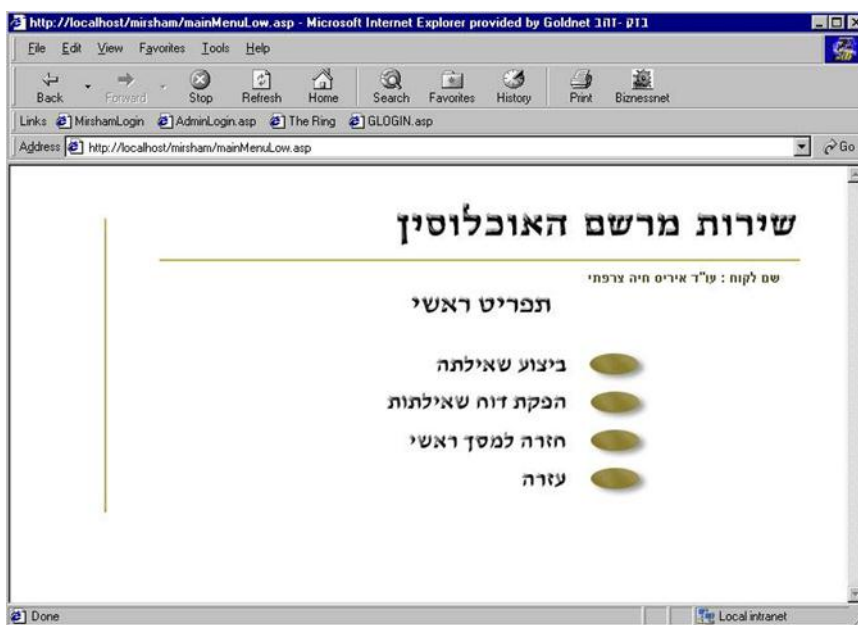 http://localhost/mirsham/mainMenuLow.asp - Microsoft Internet Explorer provided by Goldnet בזק -זהב
File Edit View Favorites Tools Help
Back Forward Stop Refresh Home Search Favorites History Print Biznessnet
Links MirshamLogin AdminLogin.asp The Ring GLOGIN.asp
Address http://localhost/mirsham/mainMenuLow.asp Go
שירות מרשם האוכלוסין
שם לקוח : עו"ד איריס חיה צרפתי
תפריט ראשי
ביצוע שאילתה
הפקת דוח שאילתות
חזרה למסך ראשי
עזרה
Done Local intranet